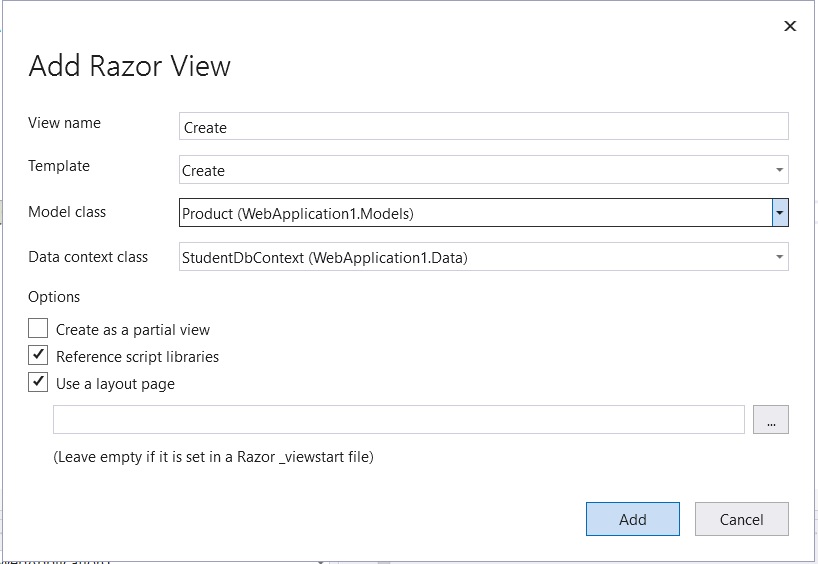 Add Razor View
View name
Create
Template
Create
Model class
Product (WebApplication1.Models)
Data context class
StudentDbContext (WebApplication1.Data)
Options
Create as a partial view
Reference script libraries
Use a layout page
...
(Leave empty if it is set in a Razor _viewstart file)
Add
Cancel